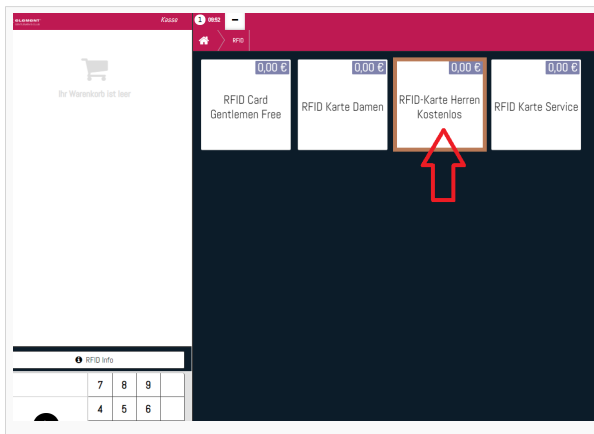 ELEMENT
Kasse
1 09:52
RFID
Ihr Warenkorb ist leer
0,00 €
RFID Card
Gentlemen Free
0,00 €
RFID Karte Damen
0,00 €
RFID-Karte Herren
Kostenlos
0,00 €
RFID Karte Service
RFID Info
7 8 9
4 5 6